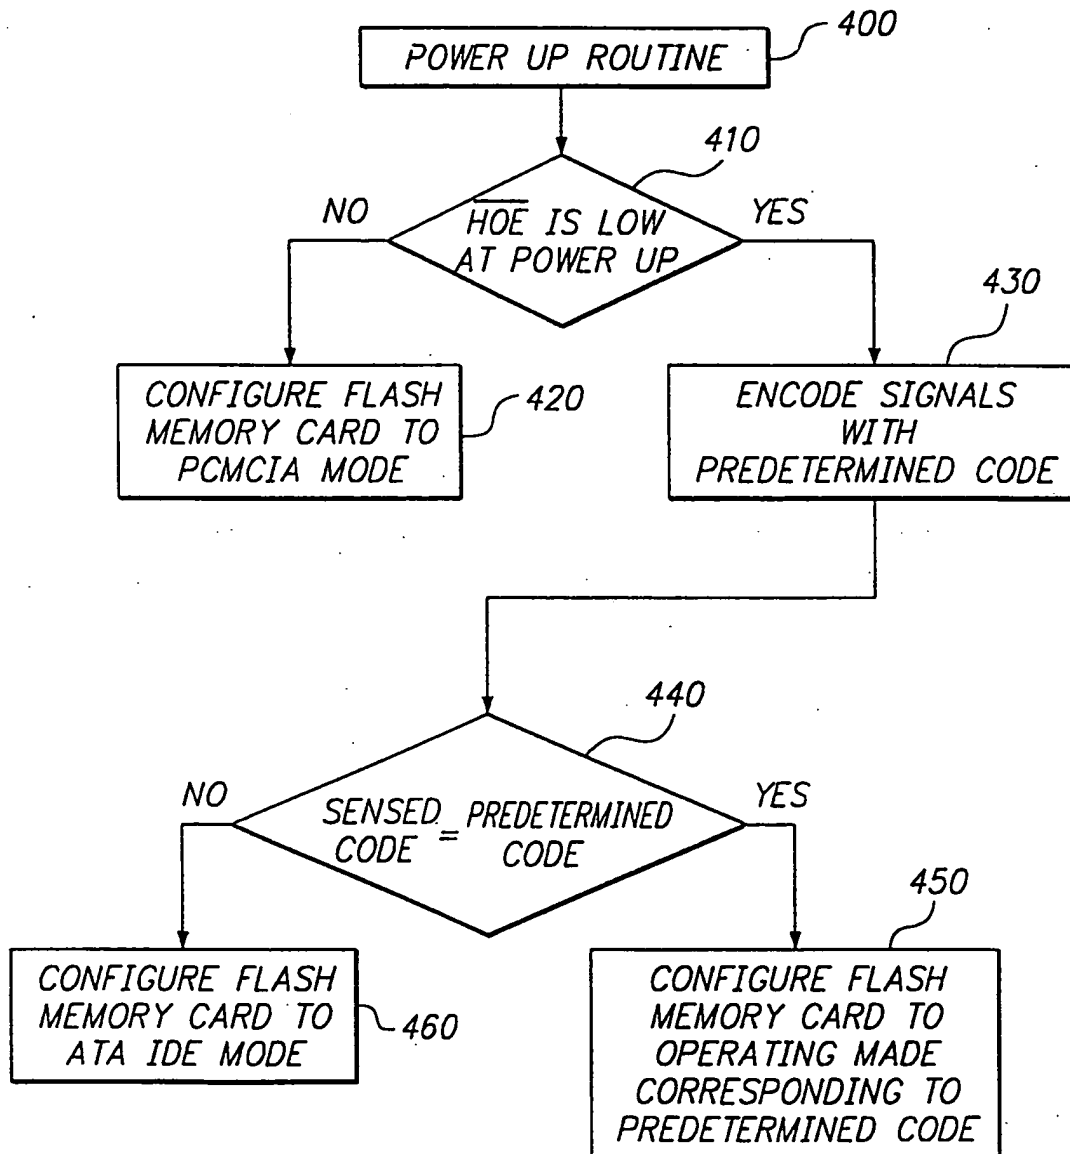 400
POWER UP ROUTINE
410
NO
YES
H̅O̅E̅ IS LOW
AT POWER UP
430
CONFIGURE FLASH
MEMORY CARD TO
PCMCIA MODE
420
ENCODE SIGNALS
WITH
PREDETERMINED CODE
440
NO
YES
SENSED
CODE
=
PREDETERMINED
CODE
450
CONFIGURE FLASH
MEMORY CARD TO
ATA IDE MODE
460
CONFIGURE FLASH
MEMORY CARD TO
OPERATING MADE
CORRESPONDING TO
PREDETERMINED CODE